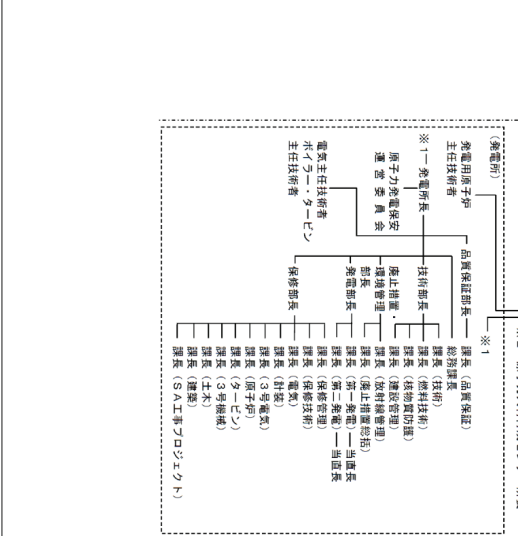 (発電所)
発電用原子炉
主任技術者
※1 発電所長
原子力発電保安
運営委員会
電気主任技術者
ボイラー・タービン
主任技術者
※1
品質保証部長
課長（品質保証）
総務課長
技術部長
課長（技術）
課長（燃料技術）
課長（核物質防護）
課長（建設管理）
廃止措置・
環境管理
部長
課長（放射線管理）
課長（廃止措置総括）
発電部長
課長（第一発電）
当直長
課長（第二発電）
当直長
保修部長
課長（保修管理）
課長（保修技術）
課長（電気）
課長（計装）
課長（３号電気）
課長（原子炉）
課長（タービン）
課長（３号機械）
課長（土木）
課長（建築）
課長（ＳＡ工事プロジェクト）